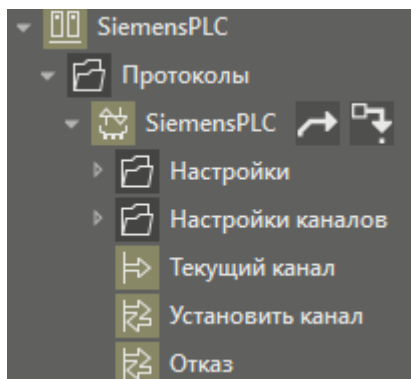 SiemensPLC
Протоколы
SiemensPLC
Настройки
Настройки каналов
Текущий канал
Установить канал
Отказ